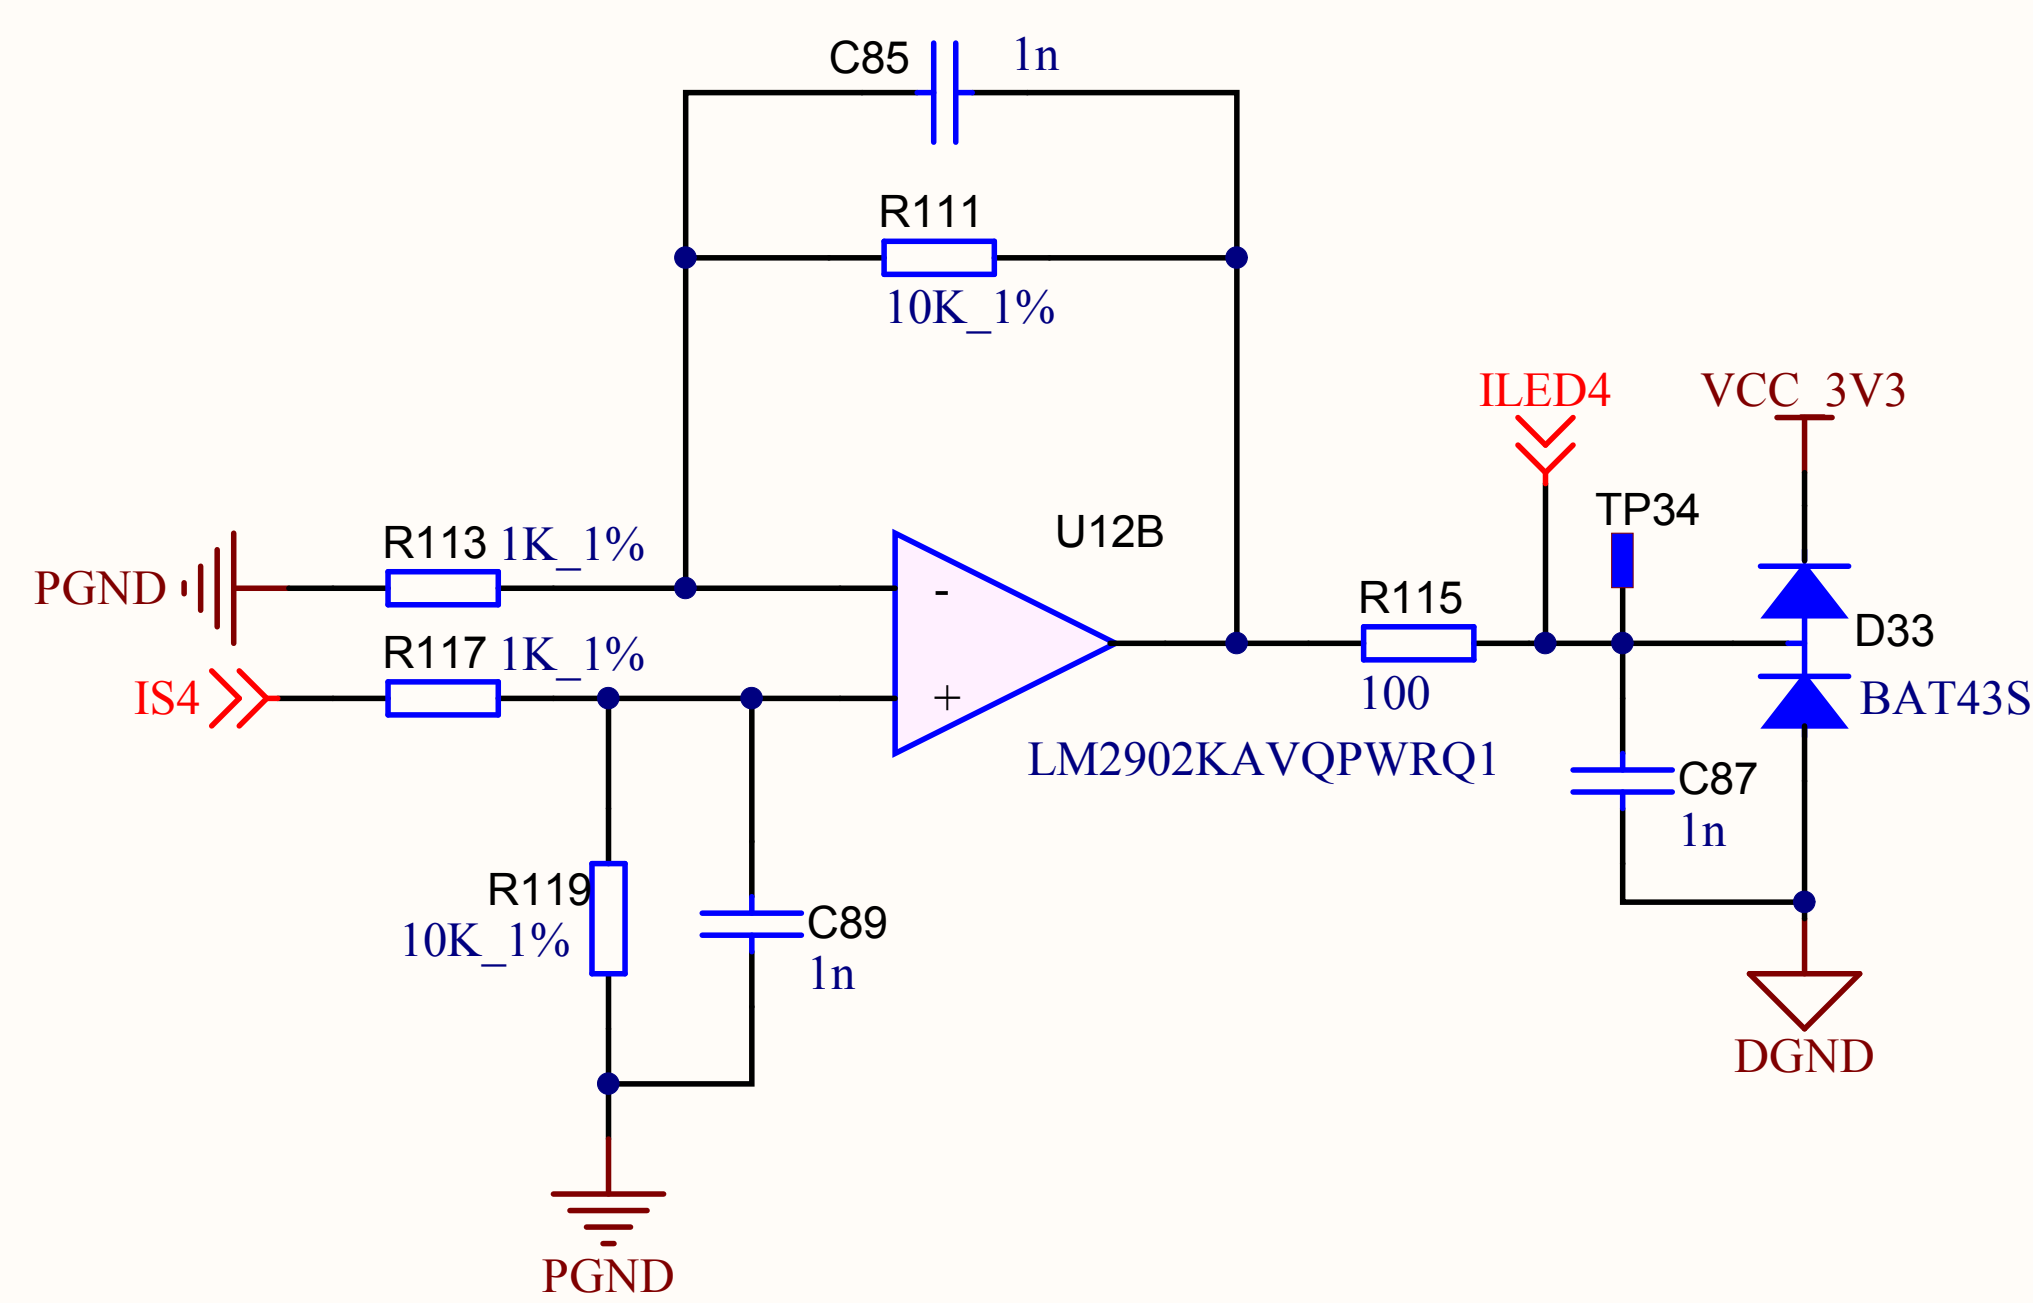 C85 1n
R111
10K_1%
ILED4 VCC_3V3
TP34
U12B
R113 1K_1%
PGND -
R115
D33
R117 1K_1%
IS4 +
100
BAT43S
LM2902KAVQPWRQ1
C87
1n
R119
10K_1%
C89
1n
DGND
PGND